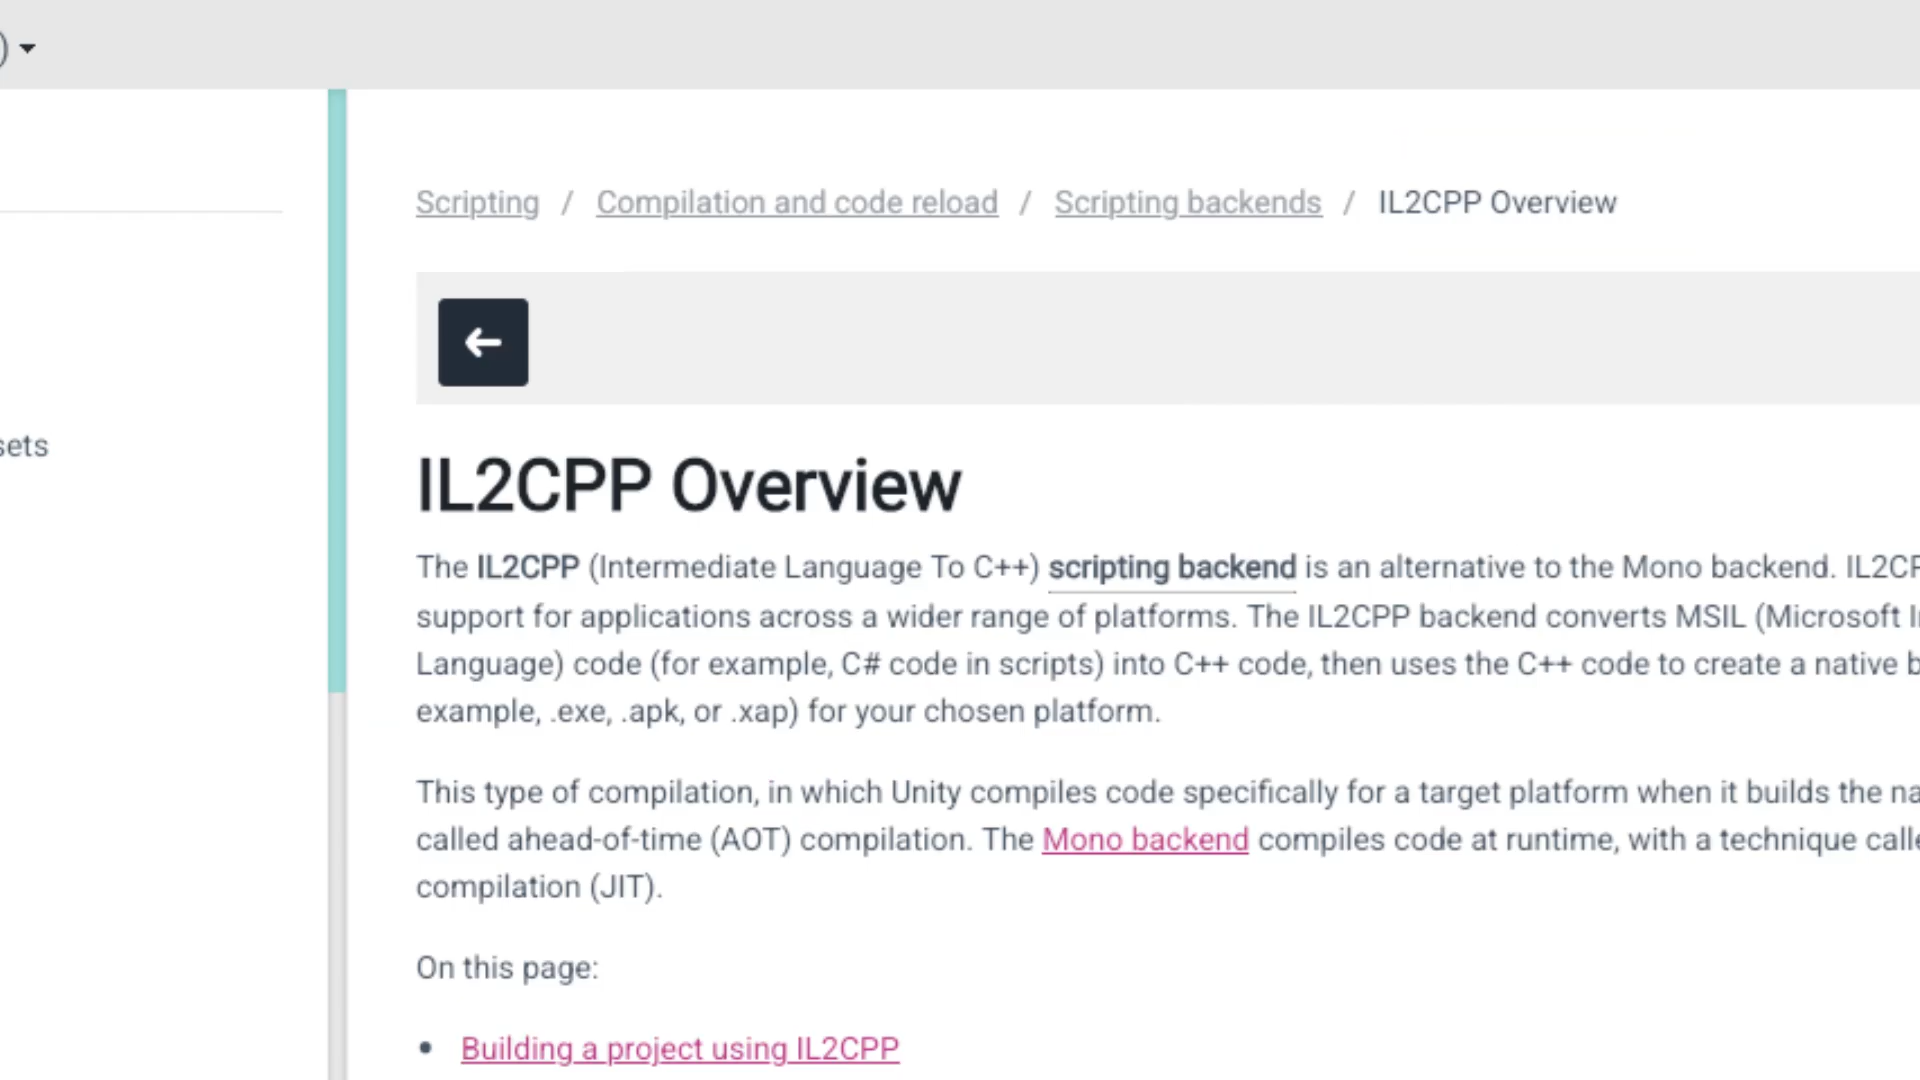 )
Scripting / Compilation and code reload / Scripting backends / IL2CPP Overview
sets
IL2CPP Overview
The IL2CPP (Intermediate Language To C++) scripting backend is an alternative to the Mono backend. IL2CP
support for applications across a wider range of platforms. The IL2CPP backend converts MSIL (Microsoft In
Language) code (for example, C# code in scripts) into C++ code, then uses the C++ code to create a native b
example, .exe, .apk, or .xap) for your chosen platform.
This type of compilation, in which Unity compiles code specifically for a target platform when it builds the na
called ahead-of-time (AOT) compilation. The Mono backend compiles code at runtime, with a technique calle
compilation (JIT).
On this page:
• Building a project using IL2CPP